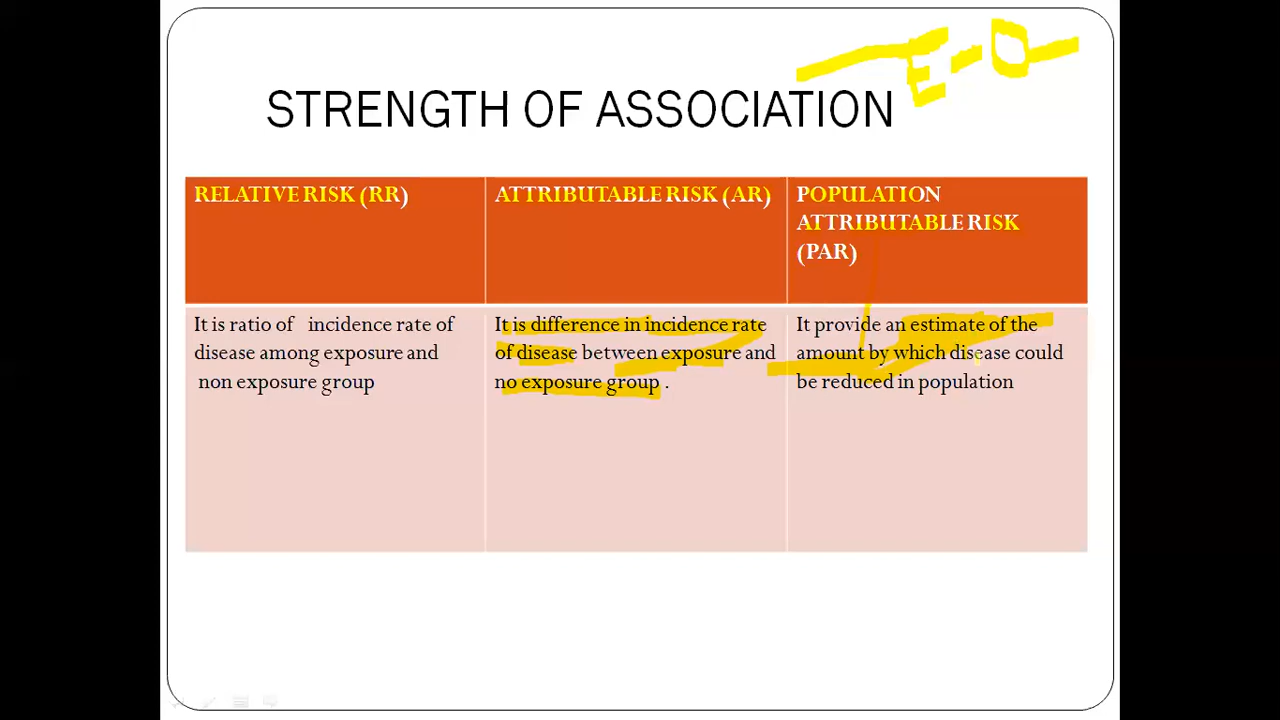 E-D
STRENGTH OF ASSOCIATION
RELATIVE RISK (RR)
ATTRIBUTABLE RISK (AR)
POPULATION
ATTRIBUTABLE RISK
(PAR)
It is ratio of incidence rate of
disease among exposure and
non exposure group
It is difference in incidence rate
of disease between exposure and
no exposure group .
It provide an estimate of the
amount by which disease could
be reduced in population